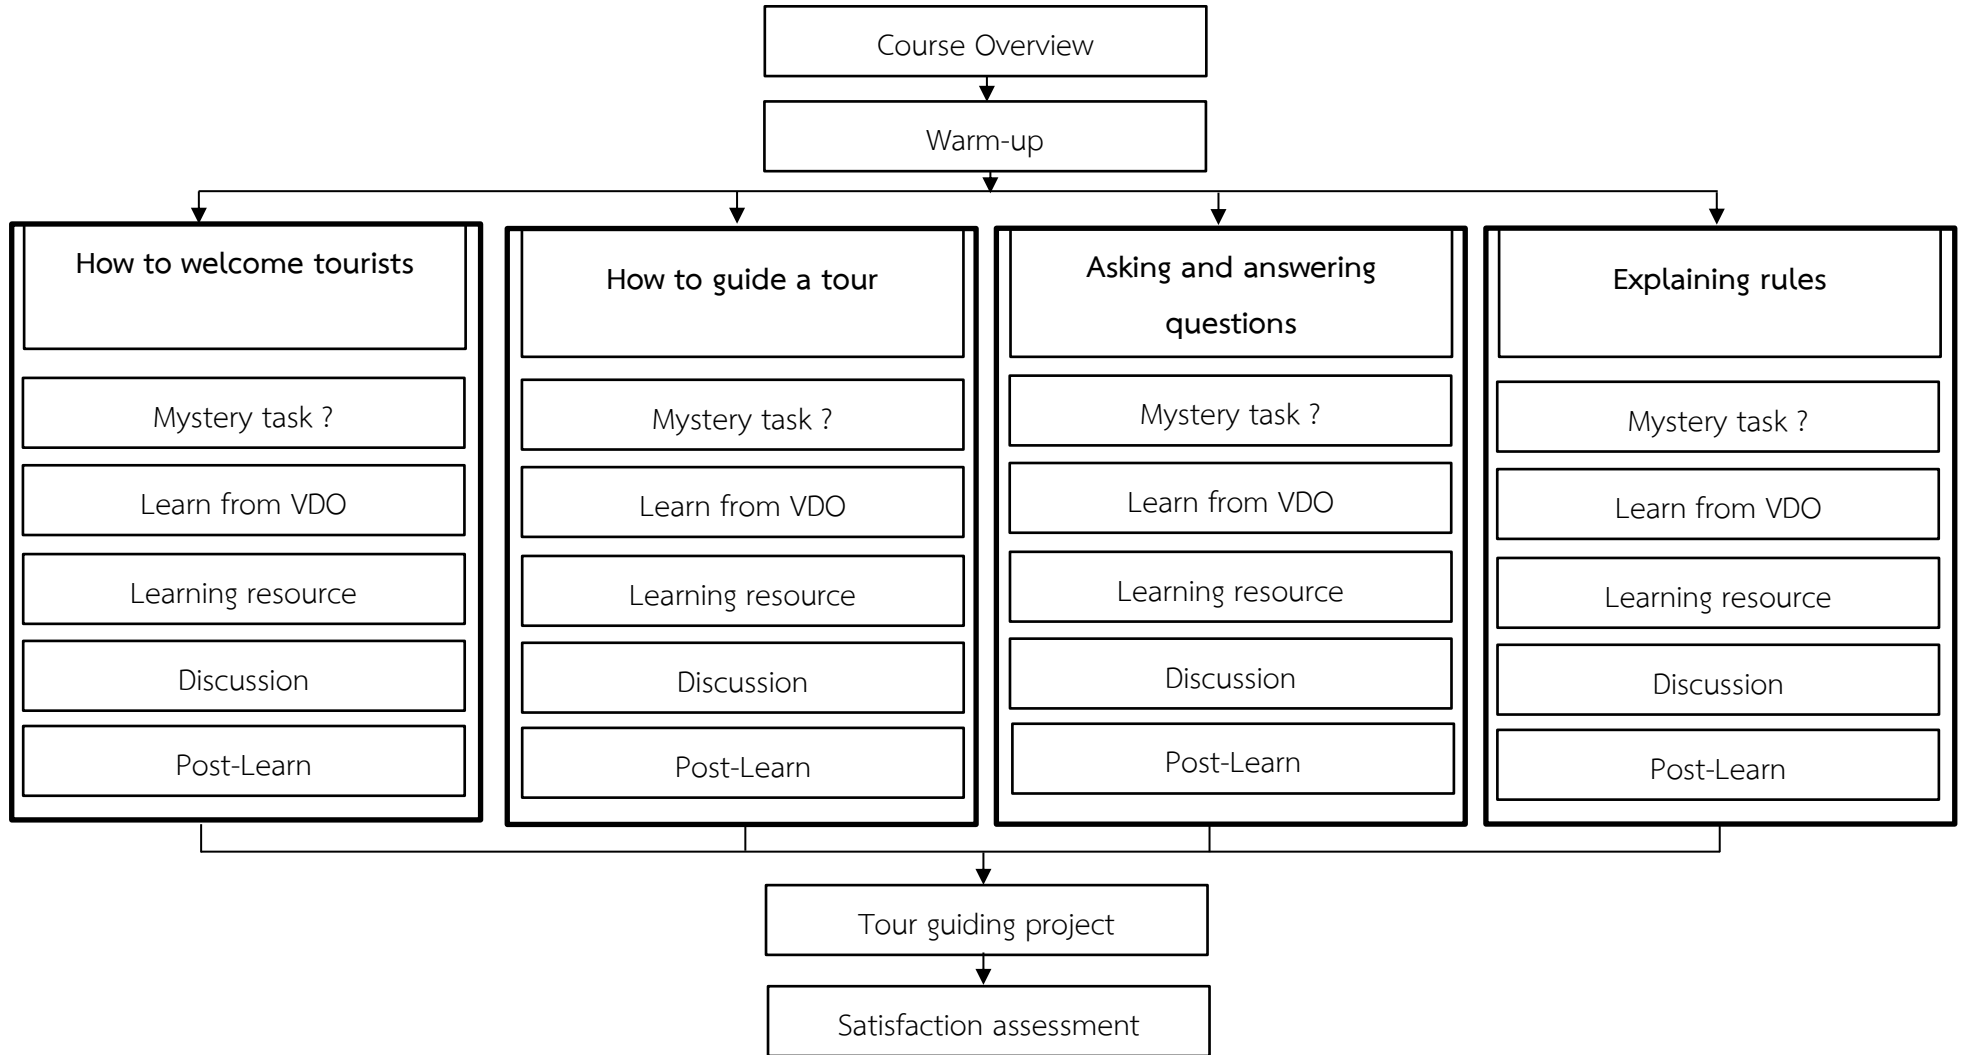 Course Overview
Warm-up
How to welcome tourists
Mystery task ?
Learn from VDO
Learning resource
Discussion
Post-Learn
How to guide a tour
Mystery task ?
Learn from VDO
Learning resource
Discussion
Post-Learn
Asking and answering
questions
Mystery task ?
Learn from VDO
Learning resource
Discussion
Post-Learn
Explaining rules
Mystery task ?
Learn from VDO
Learning resource
Discussion
Post-Learn
Tour guiding project
Satisfaction assessment